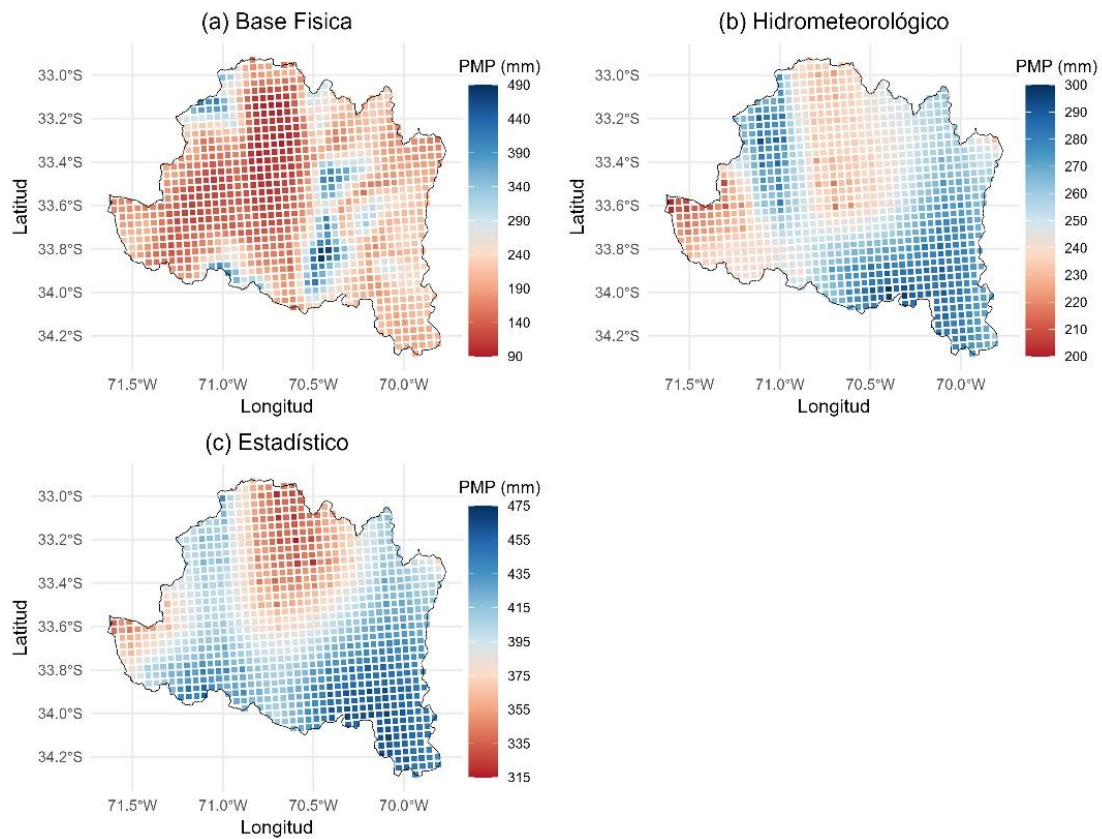 (a) Base Fisica
PMP (mm)
490
440
390
340
290
240
190
140
90
33.0°S
33.2°S
33.4°S
33.6°S
33.8°S
34.0°S
34.2°S
Latitud
71.5°W 71.0°W 70.5°W 70.0°W
Longitud
(b) Hidrometeorológico
PMP (mm)
300
290
280
270
260
250
240
230
220
210
200
33.0°S
33.2°S
33.4°S
33.6°S
33.8°S
34.0°S
34.2°S
Latitud
71.5°W 71.0°W 70.5°W 70.0°W
Longitud
(c) Estadístico
PMP (mm)
475
455
435
415
395
375
355
335
315
33.0°S
33.2°S
33.4°S
33.6°S
33.8°S
34.0°S
34.2°S
Latitud
71.5°W 71.0°W 70.5°W 70.0°W
Longitud